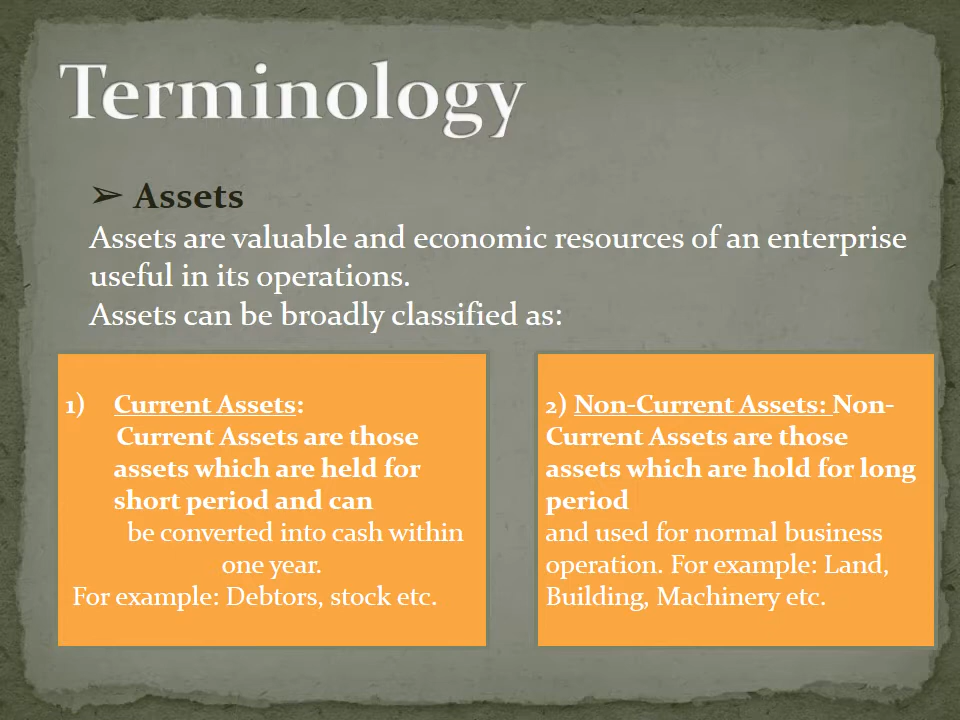 Terminology
➢ Assets
Assets are valuable and economic resources of an enterprise
useful in its operations.
Assets can be broadly classified as:
1) Current Assets:
Current Assets are those
assets which are held for
short period and can
be converted into cash within
one year.
For example: Debtors, stock etc.
2) Non-Current Assets: Non-
Current Assets are those
assets which are hold for long
period
and used for normal business
operation. For example: Land,
Building, Machinery etc.